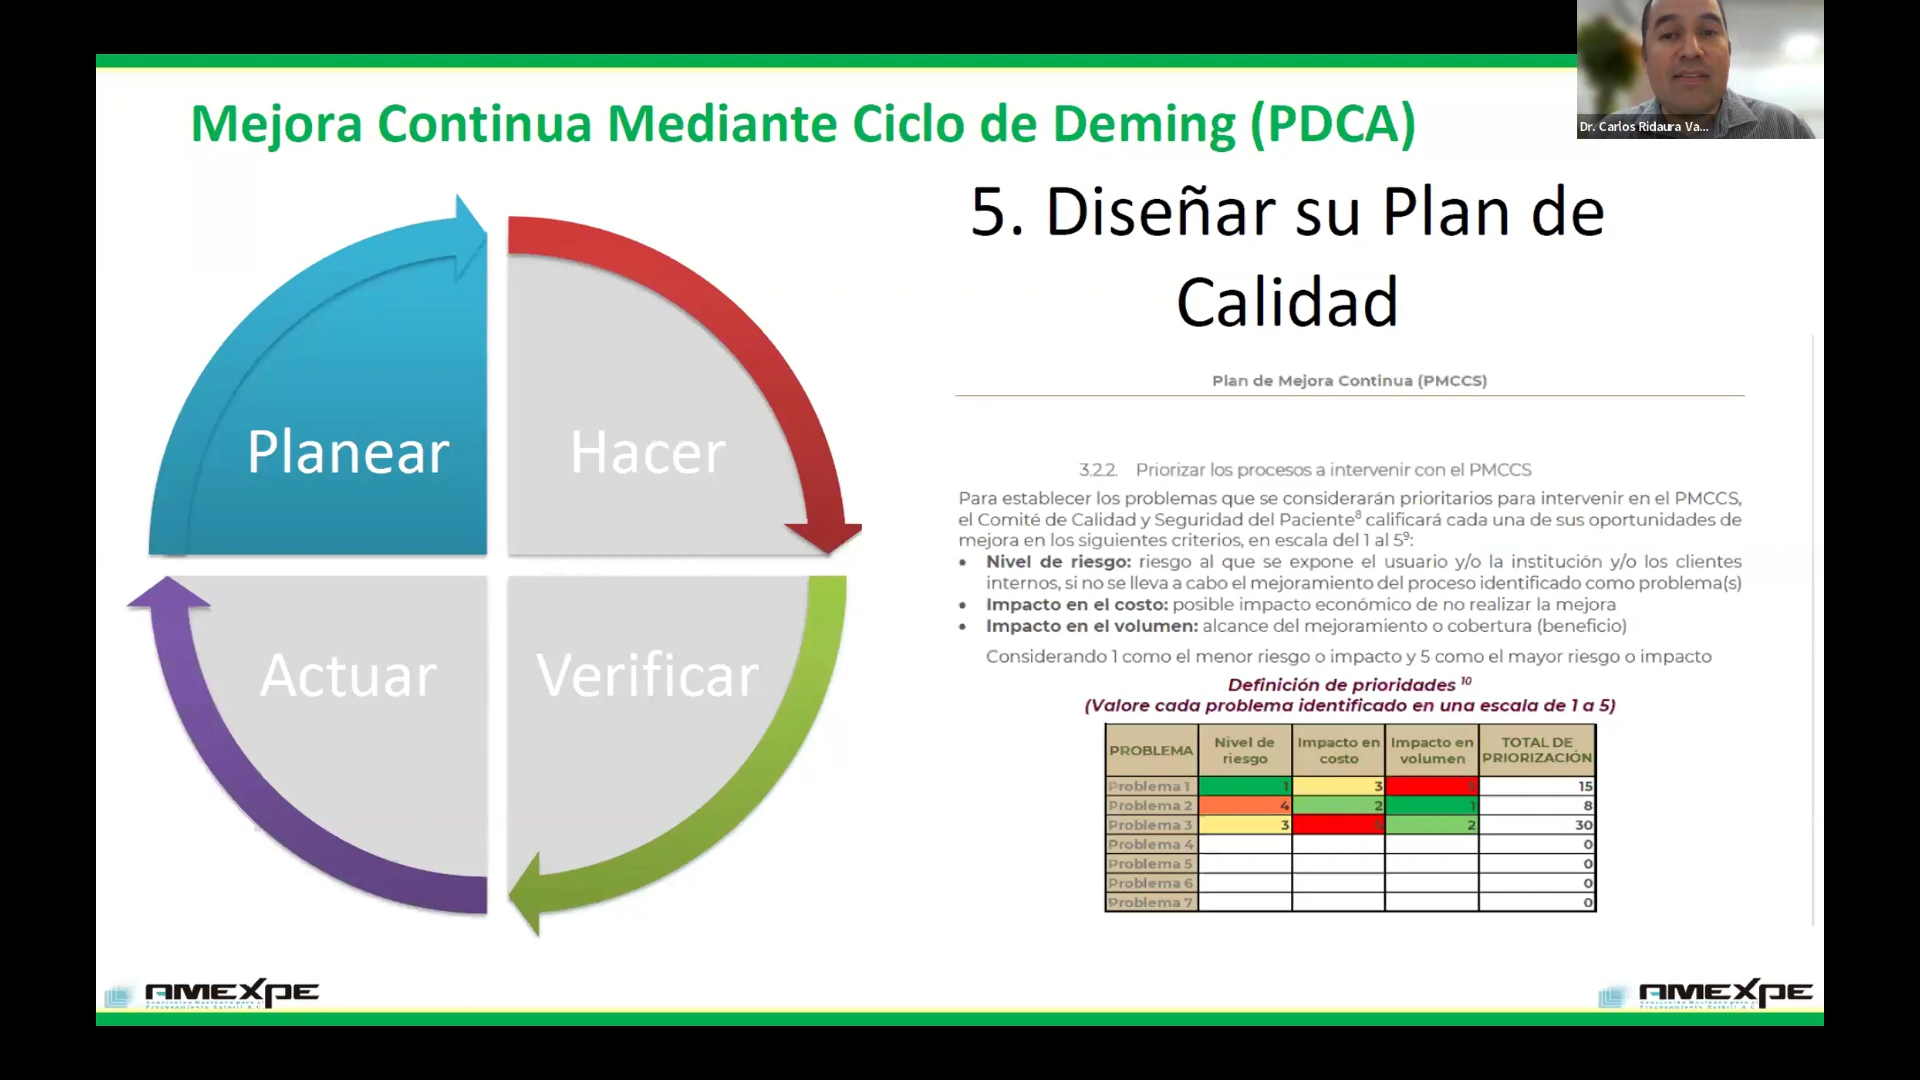 Mejora Continua Mediante Ciclo de Deming (PDCA)
Dr. Carlos Ridaura Va...
5. Diseñar su Plan de
Calidad
Planear
Hacer
Actuar
Verificar
Plan de Mejora Continua (PMCCS)
3.2.2. Priorizar los procesos a intervenir con el PMCCS
Para establecer los problemas que se considerarán prioritarios para intervenir en el PMCCS,
el Comité de Calidad y Seguridad del Paciente⁸ calificará cada una de sus oportunidades de
mejora en los siguientes criterios, en escala del 1 al 5⁹:
• Nivel de riesgo: riesgo al que se expone el usuario y/o la institución y/o los clientes
internos, si no se lleva a cabo el mejoramiento del proceso identificado como problema(s)
• Impacto en el costo: posible impacto económico de no realizar la mejora
• Impacto en el volumen: alcance del mejoramiento o cobertura (beneficio)
Considerando 1 como el menor riesgo o impacto y 5 como el mayor riesgo o impacto
Definición de prioridades ¹⁰
(Valore cada problema identificado en una escala de 1 a 5)
PROBLEMA Nivel de riesgo Impacto en costo Impacto en volumen TOTAL DE PRIORIZACIÓN
Problema 1 1 3 15
Problema 2 4 2 1 8
Problema 3 3 2 30
Problema 4 0
Problema 5 0
Problema 6 0
Problema 7 0
AMEXPE
AMEXPE